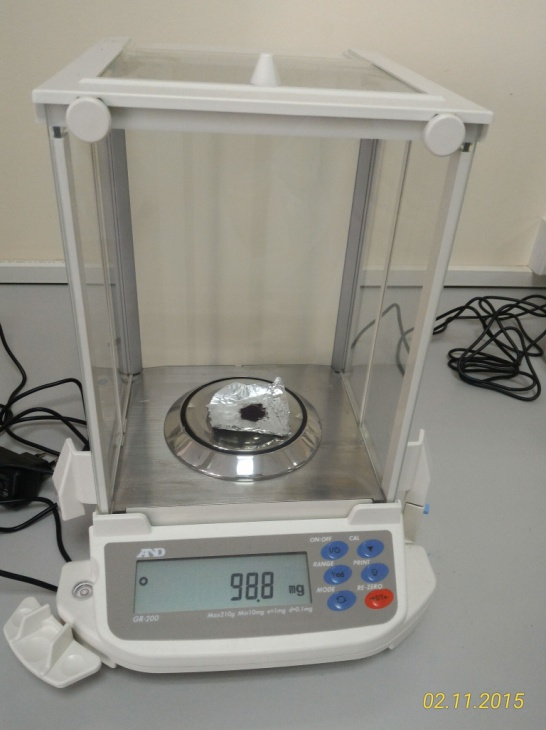 ON:OFF CAL
AND
RANGE PRINT
98.8 mg
MODE RE-ZERO
GR-200
Max210g Min10mg e=1mg d=0.1mg
02.11.2015